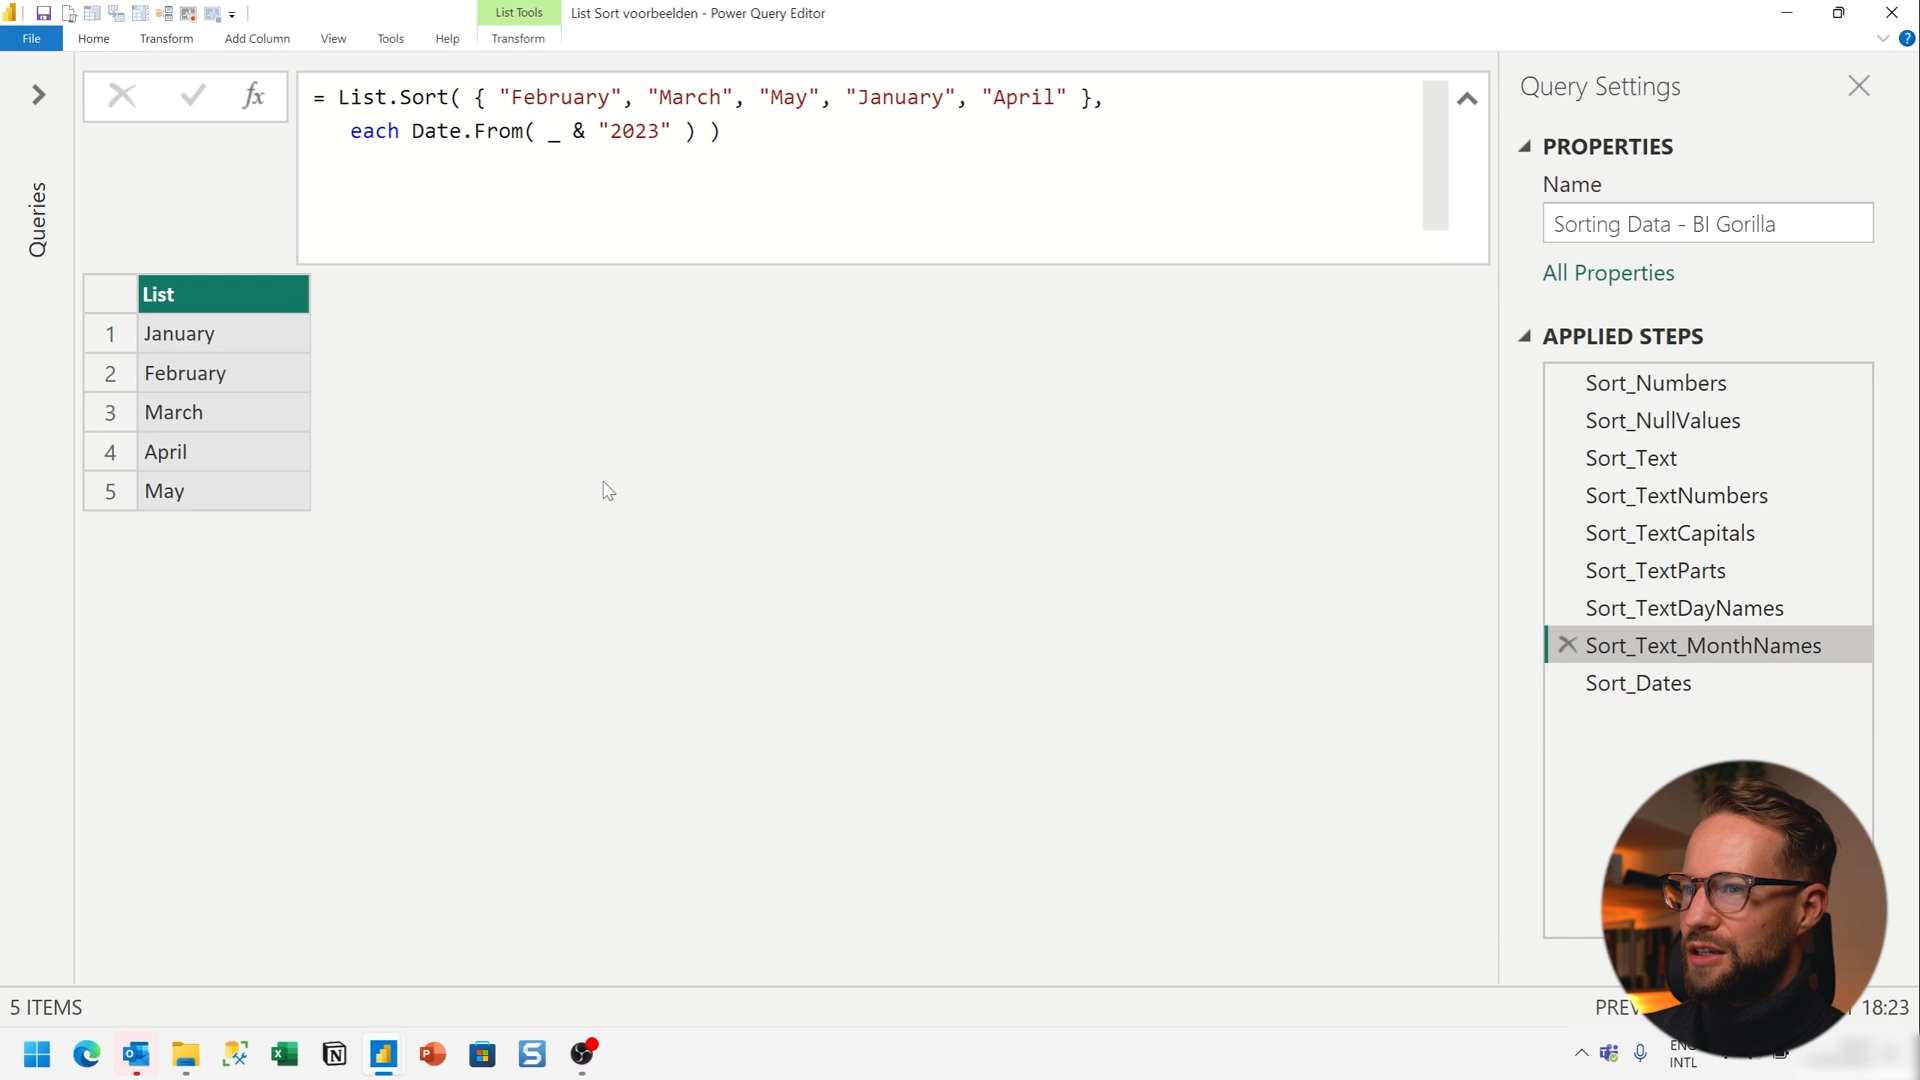 List Tools
List Sort voorbeelden - Power Query Editor
File
Home
Transform
Add Column
View
Tools
Help
Transform
fx
= List.Sort( { "February", "March", "May", "January", "April" },
each Date.From( _ & "2023" ) )
Queries
List
1 January
2 February
3 March
4 April
5 May
Query Settings
PROPERTIES
Name
Sorting Data - BI Gorilla
All Properties
APPLIED STEPS
Sort_Numbers
Sort_NullValues
Sort_Text
Sort_TextNumbers
Sort_TextCapitals
Sort_TextParts
Sort_TextDayNames
Sort_Text_MonthNames
Sort_Dates
5 ITEMS
18:23
INTL